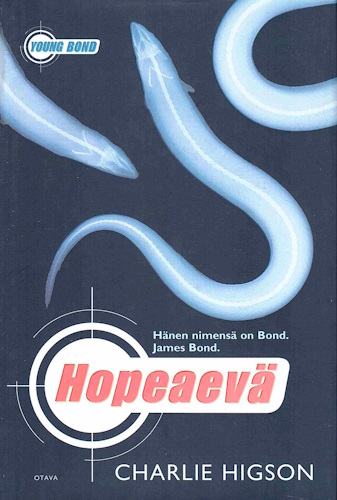 YOUNG BOND
Hänen nimensä on Bond.
James Bond.
Hopeaevä
OTAVA
CHARLIE HIGSON